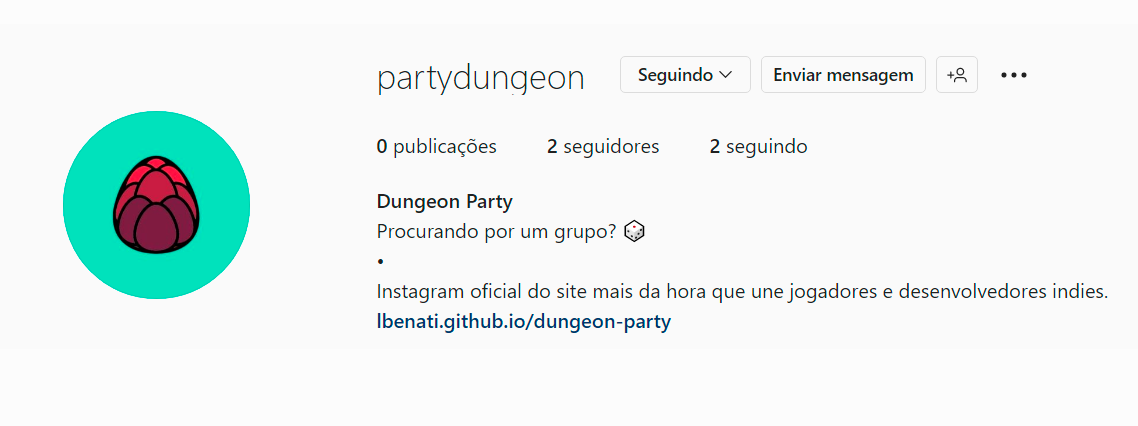 partydungeon Seguindo Enviar mensagem
0 publicações 2 seguidores 2 seguindo
Dungeon Party
Procurando por um grupo? 🎲
•
Instagram oficial do site mais da hora que une jogadores e desenvolvedores indies.
lbenati.github.io/dungeon-party